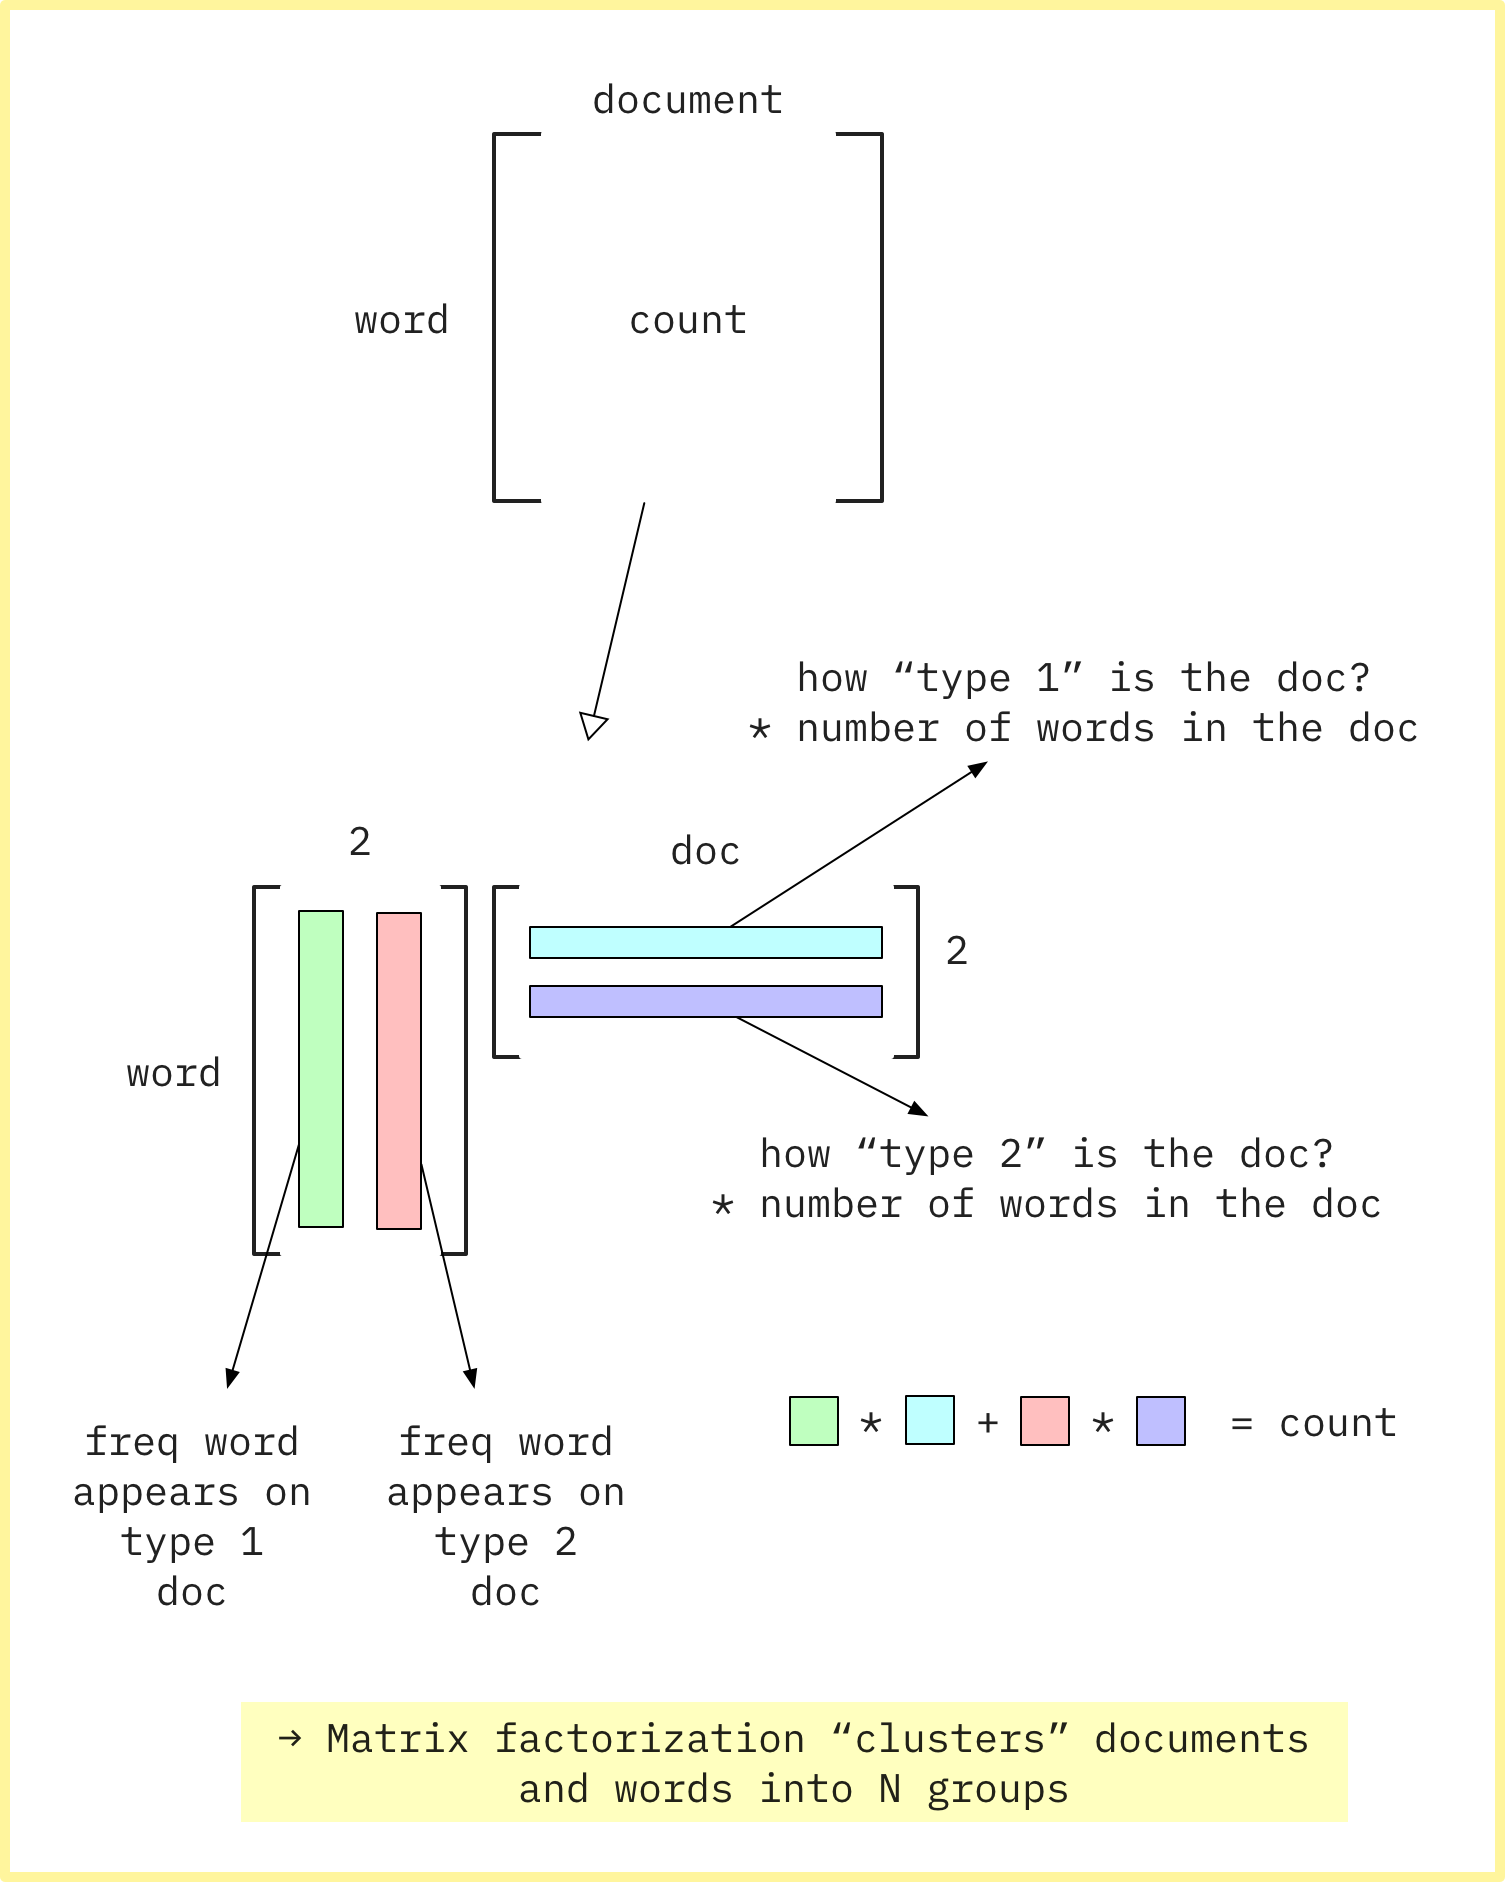 document
word
count
how “type 1” is the doc?
* number of words in the doc
2
doc
2
word
how “type 2” is the doc?
* number of words in the doc
freq word
appears on
type 1
doc
freq word
appears on
type 2
doc
* + * = count
→ Matrix factorization “clusters” documents
and words into N groups